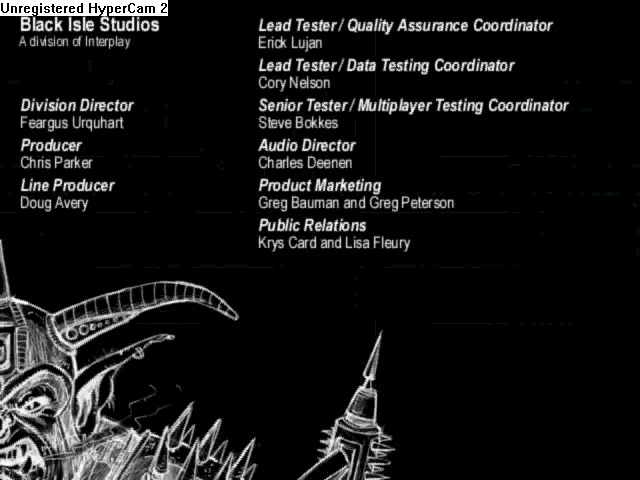 Unregistered HyperCam 2
Black Isle Studios
A division of Interplay
Division Director
Feargus Urquhart
Producer
Chris Parker
Line Producer
Doug Avery
Lead Tester / Quality Assurance Coordinator
Erick Lujan
Lead Tester / Data Testing Coordinator
Cory Nelson
Senior Tester / Multiplayer Testing Coordinator
Steve Bokkes
Audio Director
Charles Deenen
Product Marketing
Greg Bauman and Greg Peterson
Public Relations
Krys Card and Lisa Fleury